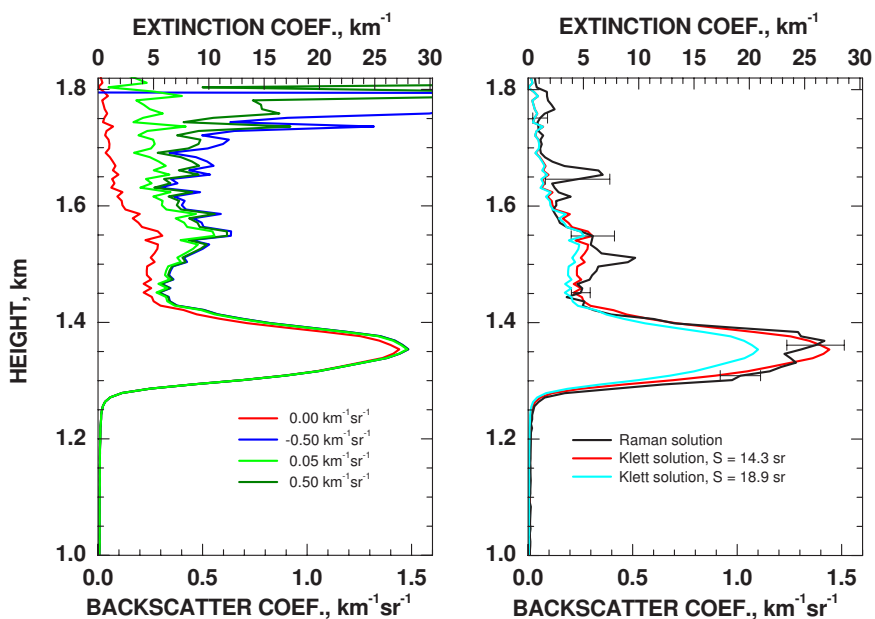 EXTINCTION COEF., km⁻¹
0 5 10 15 20 25 30
1.8
1.6
1.4
1.2
1.0
HEIGHT, km
0.00 km⁻¹sr⁻¹
-0.50 km⁻¹sr⁻¹
0.05 km⁻¹sr⁻¹
0.50 km⁻¹sr⁻¹
0.0 0.5 1.0 1.5
BACKSCATTER COEF., km⁻¹sr⁻¹
EXTINCTION COEF., km⁻¹
0 5 10 15 20 25 30
1.8
1.6
1.4
1.2
1.0
Raman solution
Klett solution, S = 14.3 sr
Klett solution, S = 18.9 sr
0.0 0.5 1.0 1.5
BACKSCATTER COEF., km⁻¹sr⁻¹